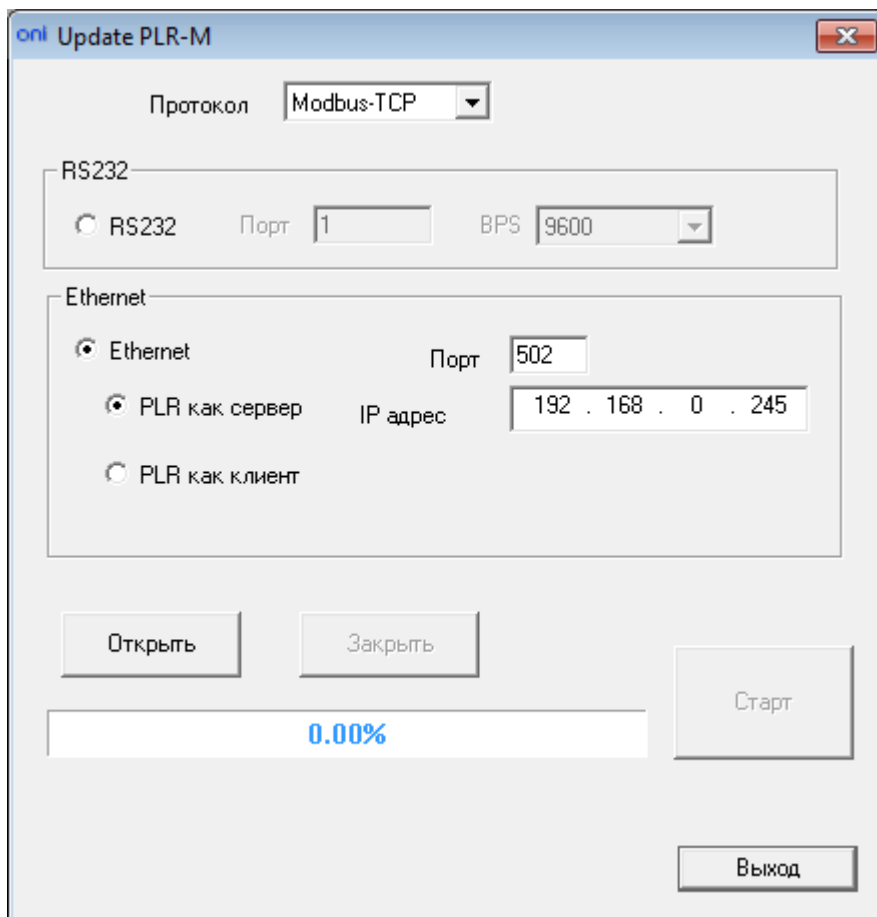 oni Update PLR-M
Протокол Modbus-TCP
RS232
RS232 Порт 1 BPS 9600
Ethernet
Ethernet Порт 502
PLR как сервер IP адрес 192 . 168 . 0 . 245
PLR как клиент
Открыть Закрыть
Старт
0.00%
Выход